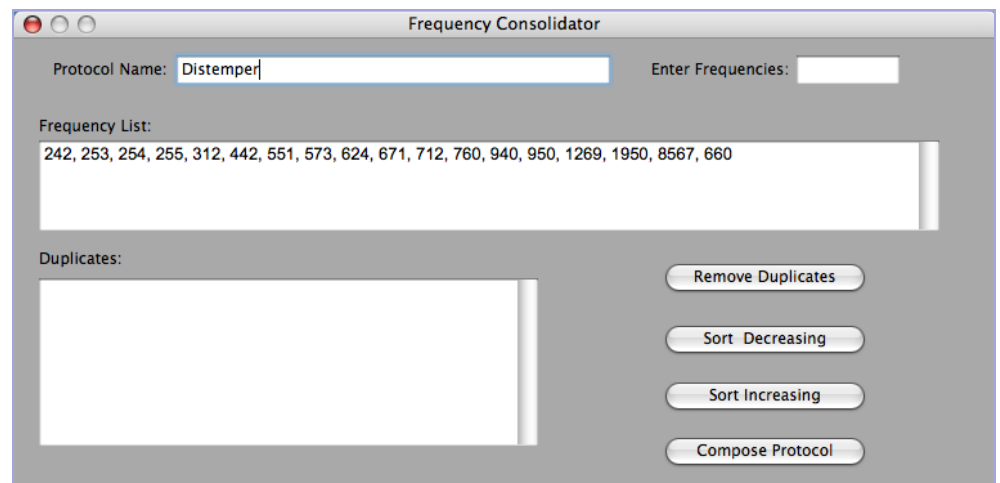 Frequency Consolidator
Protocol Name: Distemper Enter Frequencies:
Frequency List:
242, 253, 254, 255, 312, 442, 551, 573, 624, 671, 712, 760, 940, 950, 1269, 1950, 8567, 660
Duplicates:
Remove Duplicates
Sort Decreasing
Sort Increasing
Compose Protocol